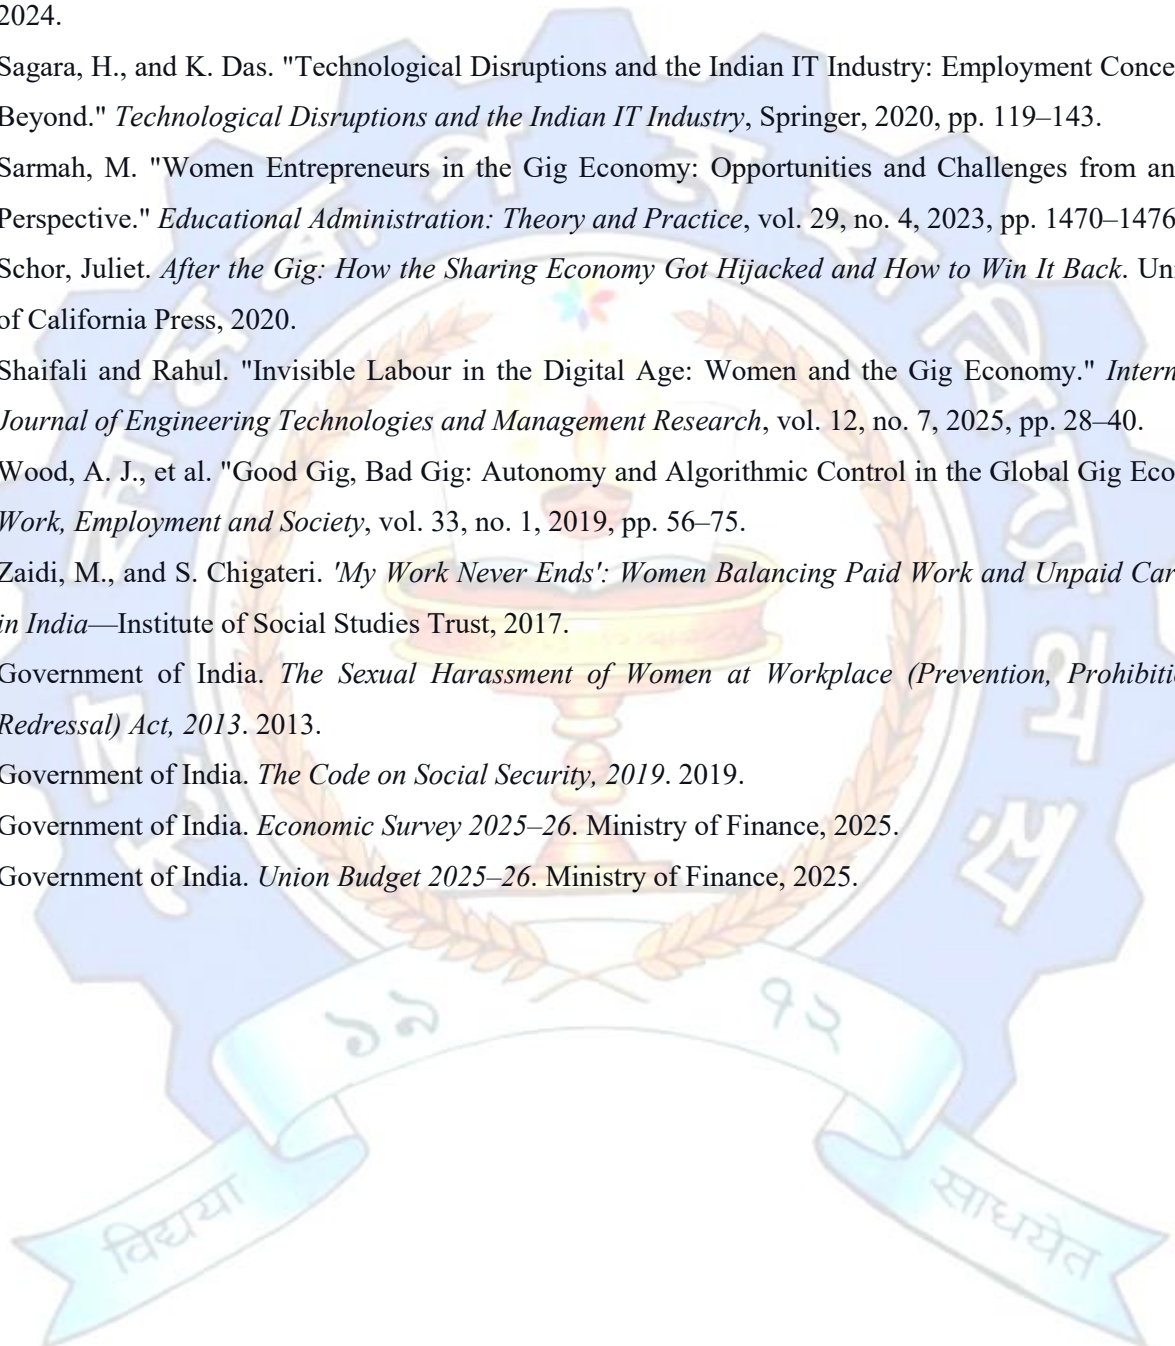 2024.
Sagara, H., and K. Das. "Technological Disruptions and the Indian IT Industry: Employment Conce
Beyond." Technological Disruptions and the Indian IT Industry, Springer, 2020, pp. 119–143.
Sarmah, M. "Women Entrepreneurs in the Gig Economy: Opportunities and Challenges from an
Perspective." Educational Administration: Theory and Practice, vol. 29, no. 4, 2023, pp. 1470–1476
Schor, Juliet. After the Gig: How the Sharing Economy Got Hijacked and How to Win It Back. Un
of California Press, 2020.
Shaifali and Rahul. "Invisible Labour in the Digital Age: Women and the Gig Economy." Intern
Journal of Engineering Technologies and Management Research, vol. 12, no. 7, 2025, pp. 28–40.
Wood, A. J., et al. "Good Gig, Bad Gig: Autonomy and Algorithmic Control in the Global Gig Eco
Work, Employment and Society, vol. 33, no. 1, 2019, pp. 56–75.
Zaidi, M., and S. Chigateri. 'My Work Never Ends': Women Balancing Paid Work and Unpaid Car
in India—Institute of Social Studies Trust, 2017.
Government of India. The Sexual Harassment of Women at Workplace (Prevention, Prohibiti
Redressal) Act, 2013. 2013.
Government of India. The Code on Social Security, 2019. 2019.
Government of India. Economic Survey 2025–26. Ministry of Finance, 2025.
Government of India. Union Budget 2025–26. Ministry of Finance, 2025.
१९ १२
विद्यया साधयेत